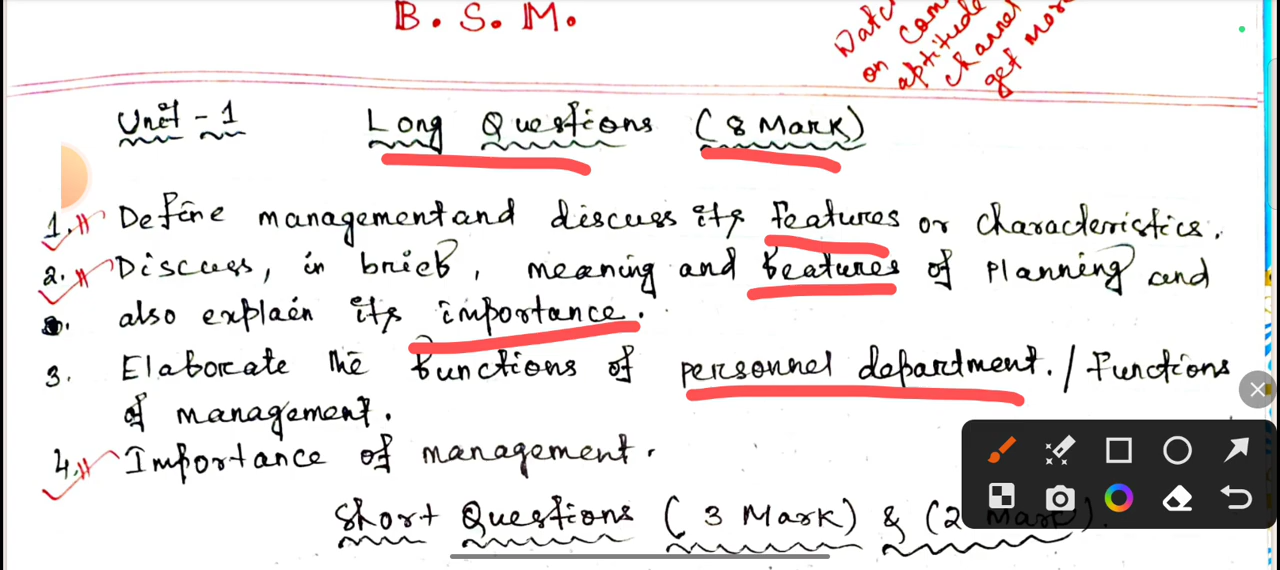 B. S. M.
Watc
on
com
aptitude
channel
get more
Unit - 1
Long Questions (8 Mark)
1. Define management and discuss its features or characteristics.
2. Discuss, in brief, meaning and features of planning and
also explain its importance.
3. Elaborate the functions of personnel department. / Functions
of management.
4. Importance of management.
Short Questions (3 Mark) & (2 Mark).